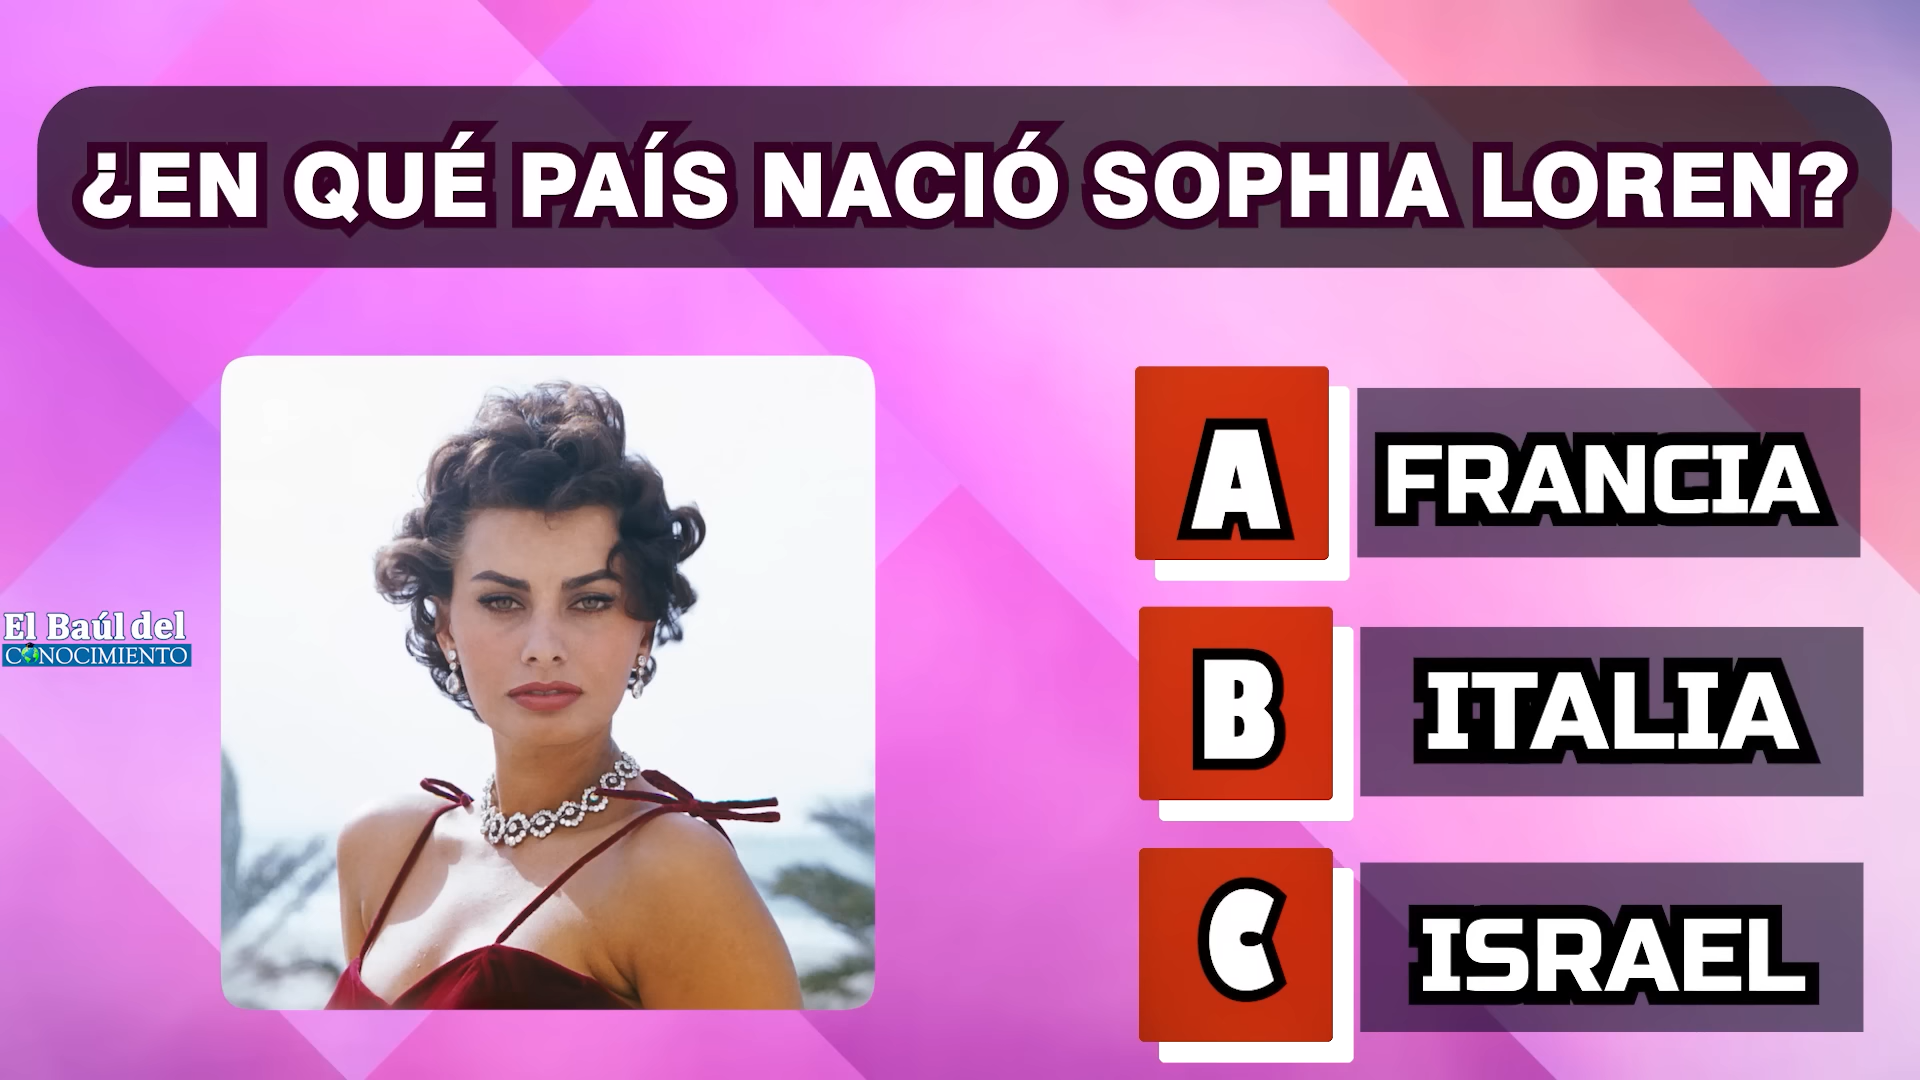 ¿EN QUÉ PAÍS NACIÓ SOPHIA LOREN?
A FRANCIA
El Baúl del
CONOCIMIENTO
B ITALIA
C ISRAEL